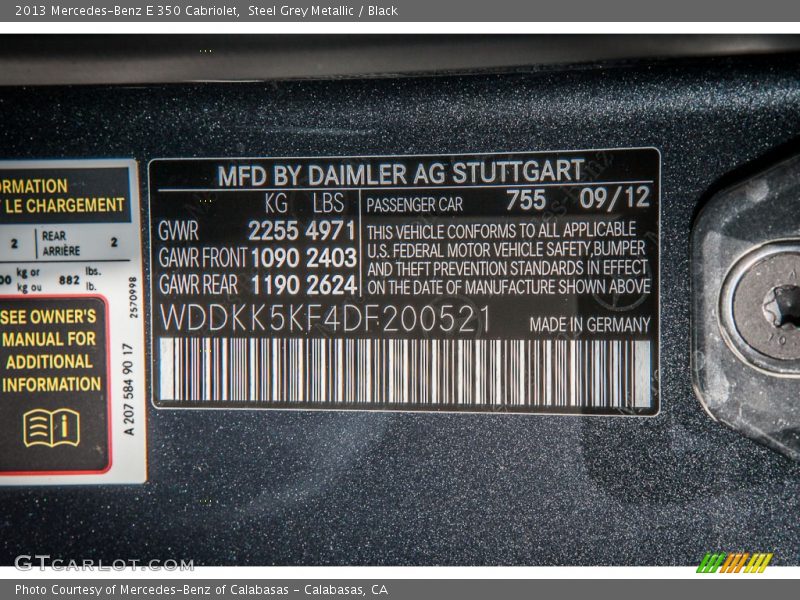 2013 Mercedes-Benz E 350 Cabriolet, Steel Grey Metallic / Black
ORMATION
LE CHARGEMENT
2 REAR ARRIÈRE 2
00 kg or kg ou 882 lbs. lb.
SEE OWNER'S
MANUAL FOR
ADDITIONAL
INFORMATION
2570998
A 207 584 90 17
MFD BY DAIMLER AG STUTTGART
KG LBS
GWR 2255 4971
GAWR FRONT 1090 2403
GAWR REAR 1190 2624
PASSENGER CAR 755 09/12
THIS VEHICLE CONFORMS TO ALL APPLICABLE
U.S. FEDERAL MOTOR VEHICLE SAFETY, BUMPER
AND THEFT PREVENTION STANDARDS IN EFFECT
ON THE DATE OF MANUFACTURE SHOWN ABOVE
WDDKK5KF4DF200521
MADE IN GERMANY
GTcarlot.com
Photo Courtesy of Mercedes-Benz of Calabasas - Calabasas, CA